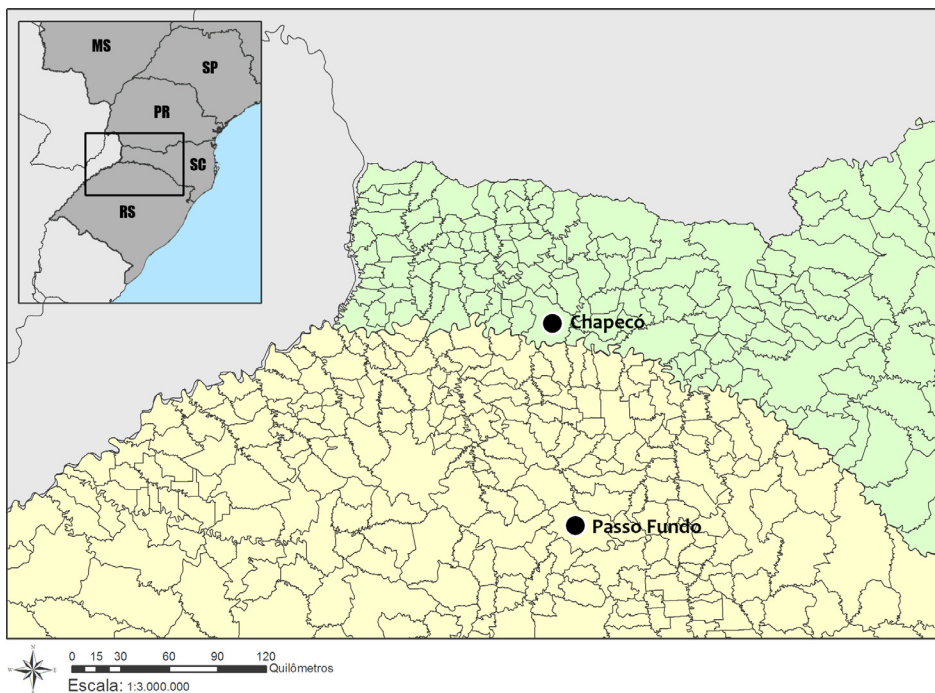 MS
SP
PR
SC
RS
Chapecó
Passo Fundo
N
W E
S
0 15 30 60 90 120
Quilômetros
Escala: 1:3.000.000